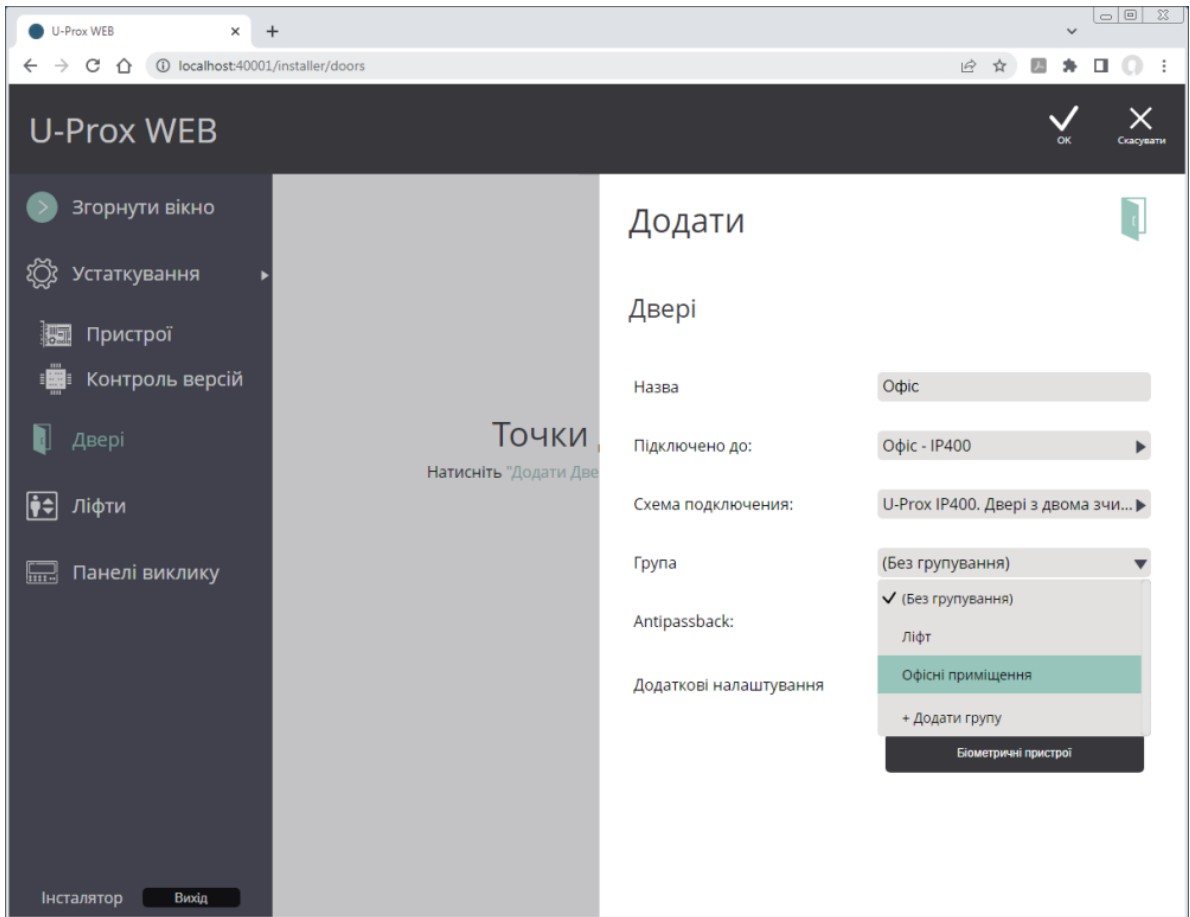 U-Prox WEB
localhost:40001/installer/doors
U-Prox WEB
OK
Скасувати
Згорнути вікно
Устаткування
Пристрої
Контроль версій
Двері
Ліфти
Панелі виклику
Інсталятор
Вихід
Точки
Натисніть "Додати Две
Додати
Двері
Назва
Офіс
Підключено до:
Офіс - IP400
Схема подключения:
U-Prox IP400. Двері з двома зчи...
Група
(Без групування)
(Без групування)
Ліфт
Офісні приміщення
+ Додати групу
Antipassback:
Додаткові налаштування
Біометричні пристрої